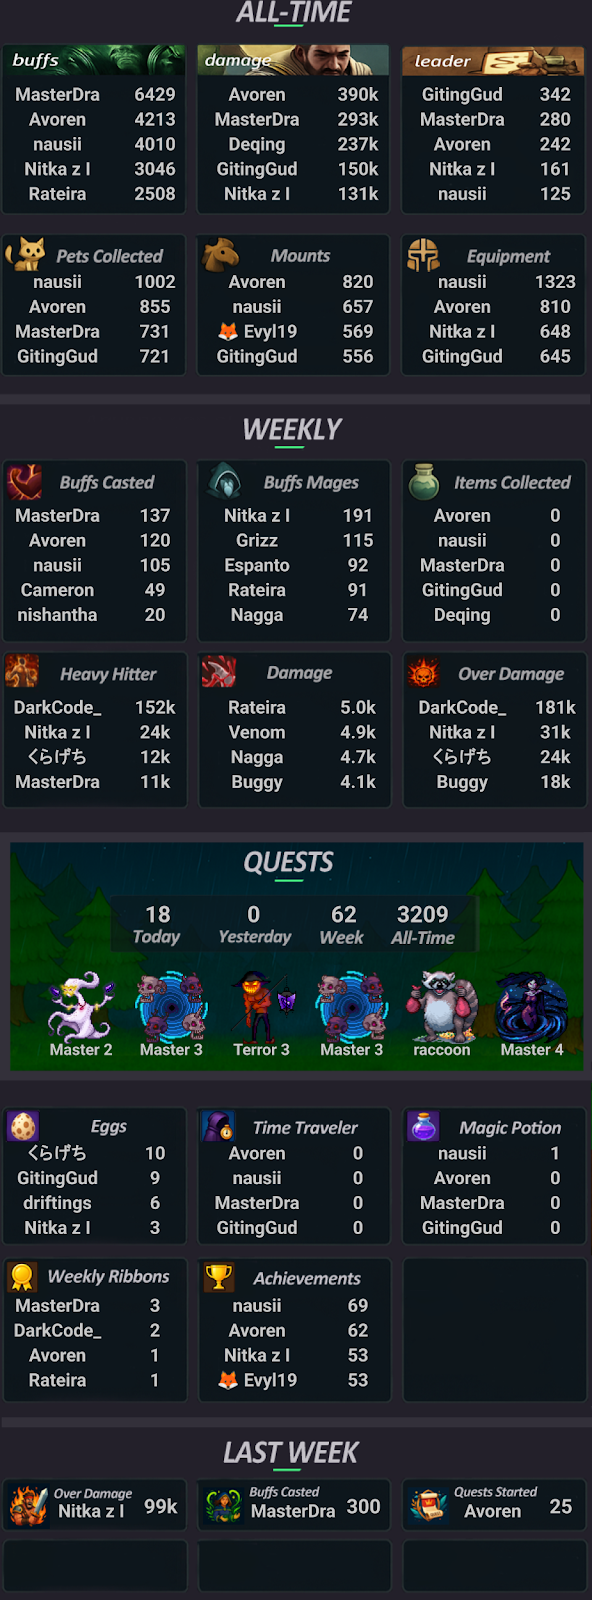 ALL-TIME
buffs
MasterDra 6429
Avoren 4213
nausii 4010
Nitka z l 3046
Rateira 2508
damage
Avoren 390k
MasterDra 293k
Deqing 237k
GitingGud 150k
Nitka z l 131k
leader
GitingGud 342
MasterDra 280
Avoren 242
Nitka z l 161
nausii 125
Pets Collected
nausii 1002
Avoren 855
MasterDra 731
GitingGud 721
Mounts
Avoren 820
nausii 657
🦊 Evyl19 569
GitingGud 556
Equipment
nausii 1323
Avoren 810
Nitka z l 648
GitingGud 645
WEEKLY
Buffs Casted
MasterDra 137
Avoren 120
nausii 105
Cameron 49
nishantha 20
Buffs Mages
Nitka z l 191
Grizz 115
Espanto 92
Rateira 91
Nagga 74
Items Collected
Avoren 0
nausii 0
MasterDra 0
GitingGud 0
Deqing 0
Heavy Hitter
DarkCode_ 152k
Nitka z l 24k
くらげち 12k
MasterDra 11k
Damage
Rateira 5.0k
Venom 4.9k
Nagga 4.7k
Buggy 4.1k
Over Damage
DarkCode_ 181k
Nitka z l 31k
くらげち 24k
Buggy 18k
QUESTS
18 0 62 3209
Today Yesterday Week All-Time
Master 2 Master 3 Terror 3 Master 3 raccoon Master 4
Eggs
くらげち 10
GitingGud 9
driftings 6
Nitka z l 3
Time Traveler
Avoren 0
nausii 0
MasterDra 0
GitingGud 0
Magic Potion
nausii 1
Avoren 0
MasterDra 0
GitingGud 0
Weekly Ribbons
MasterDra 3
DarkCode_ 2
Avoren 1
Rateira 1
Achievements
nausii 69
Avoren 62
Nitka z l 53
🦊 Evyl19 53
LAST WEEK
Over Damage
Nitka z l 99k
Buffs Casted
MasterDra 300
Quests Started
Avoren 25